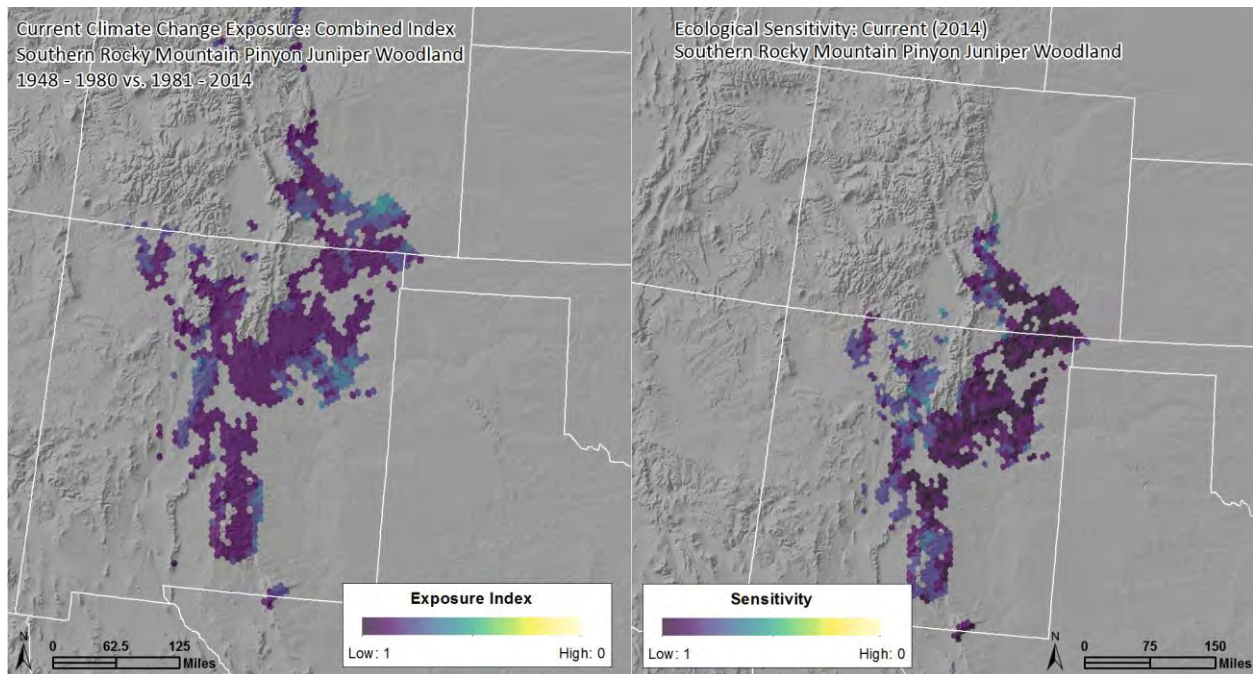 Current Climate Change Exposure: Combined Index
Southern Rocky Mountain Pinyon Juniper Woodland
1948 - 1980 vs. 1981 - 2014
Exposure Index
Low: 1 High: 0
N
0 62.5 125
Miles
Ecological Sensitivity: Current (2014)
Southern Rocky Mountain Pinyon Juniper Woodland
Sensitivity
Low: 1 High: 0
N
0 75 150
Miles